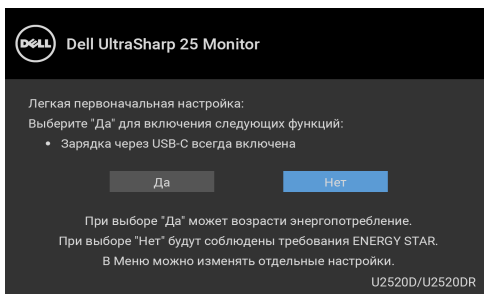 DELL Dell UltraSharp 25 Monitor
Легкая первоначальная настройка:
Выберите "Да" для включения следующих функций:
• Зарядка через USB-C всегда включена
Да Нет
При выборе "Да" может возрасти энергопотребление.
При выборе "Нет" будут соблюдены требования ENERGY STAR.
В Меню можно изменять отдельные настройки.
U2520D/U2520DR